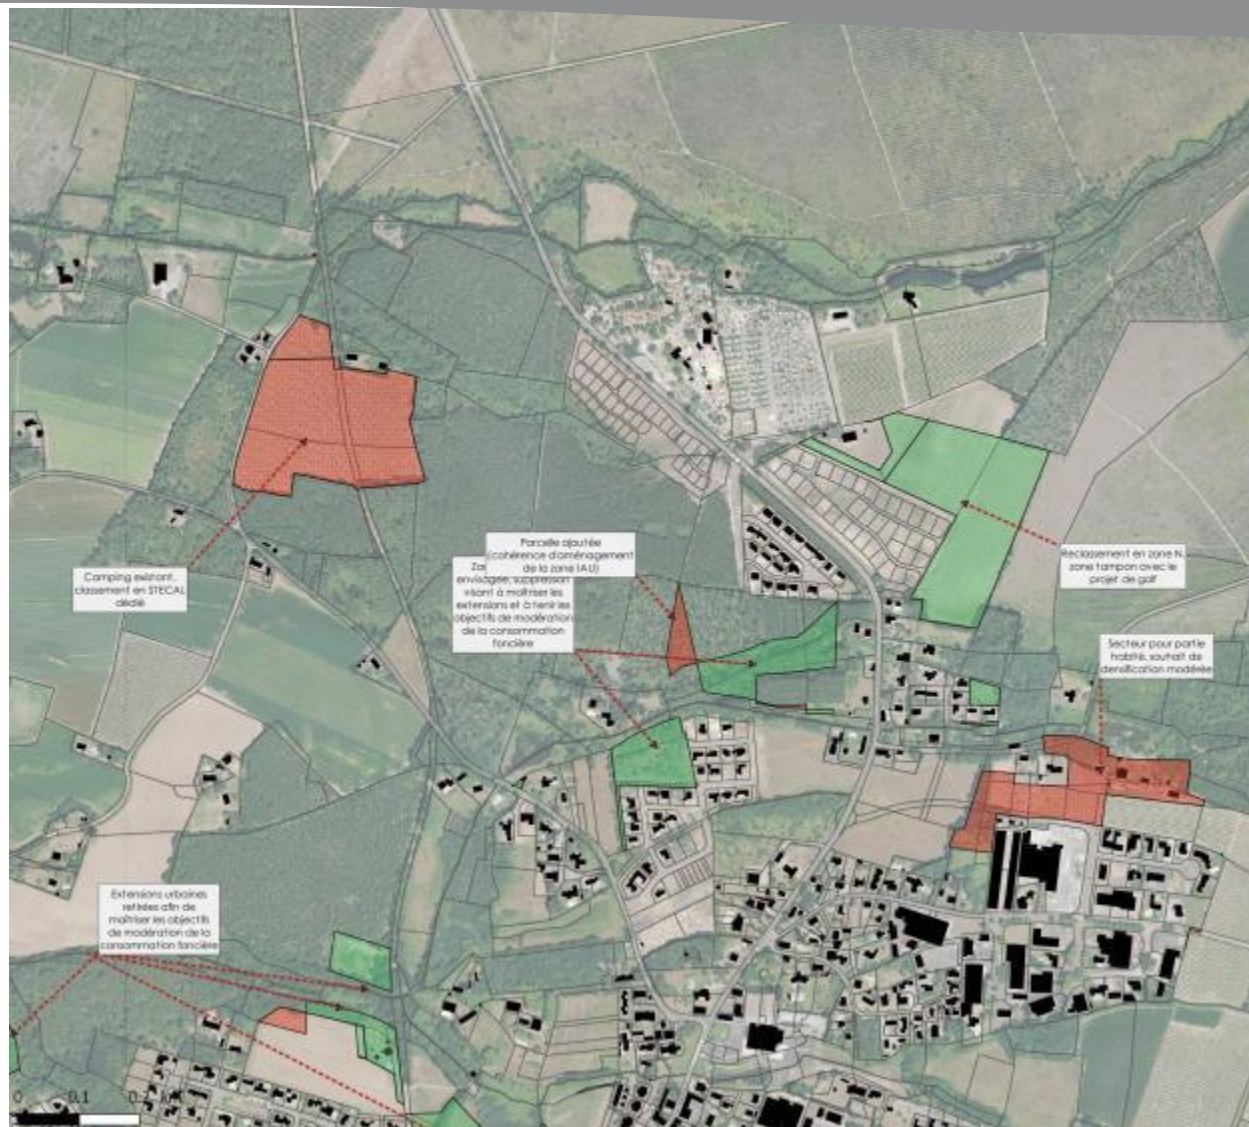 Parcelle ajoutée
(cohérence d'aménagement
de la zone 1AU)
envisagée, suppression
visant à maîtriser les
extensions et à tenir les
objectifs de modération
de la consommation
foncière
Reclassement en zone N,
zone tampon avec le
projet de golf
Camping existant,
classement en STECAL
dédié
Secteur pour partie
habité, souhait de
densification modérée
Extensions urbaines
retirées afin de
maîtriser les objectifs
de modération de la
consommation foncière
0 0.1 0.2